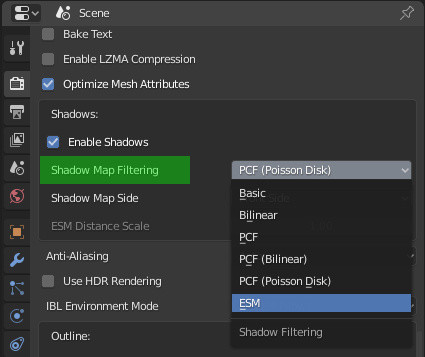 Scene
Bake Text
Enable LZMA Compression
Optimize Mesh Attributes
Shadows:
Enable Shadows
Shadow Map Filtering
PCF (Poisson Disk)
Shadow Map Side
Side
Basic
ESM Distance Scale
Bilinear
PCF
Anti-Aliasing
PCF (Bilinear)
Use HDR Rendering
PCF (Poisson Disk)
IBL Environment Mode
ESM
Outline:
Shadow Filtering